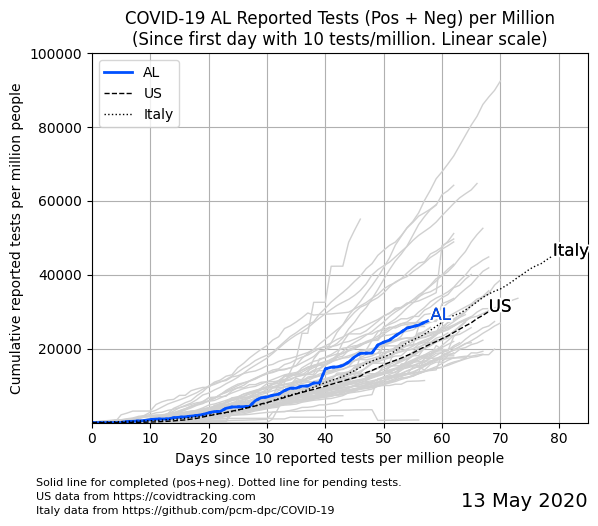 COVID-19 AL Reported Tests (Pos + Neg) per Million
(Since first day with 10 tests/million. Linear scale)
Cumulative reported tests per million people
100000
80000
60000
40000
20000
AL
US
Italy
Italy
US
AL
0 10 20 30 40 50 60 70 80
Days since 10 reported tests per million people
Solid line for completed (pos+neg). Dotted line for pending tests.
US data from https://covidtracking.com
Italy data from https://github.com/pcm-dpc/COVID-19
13 May 2020